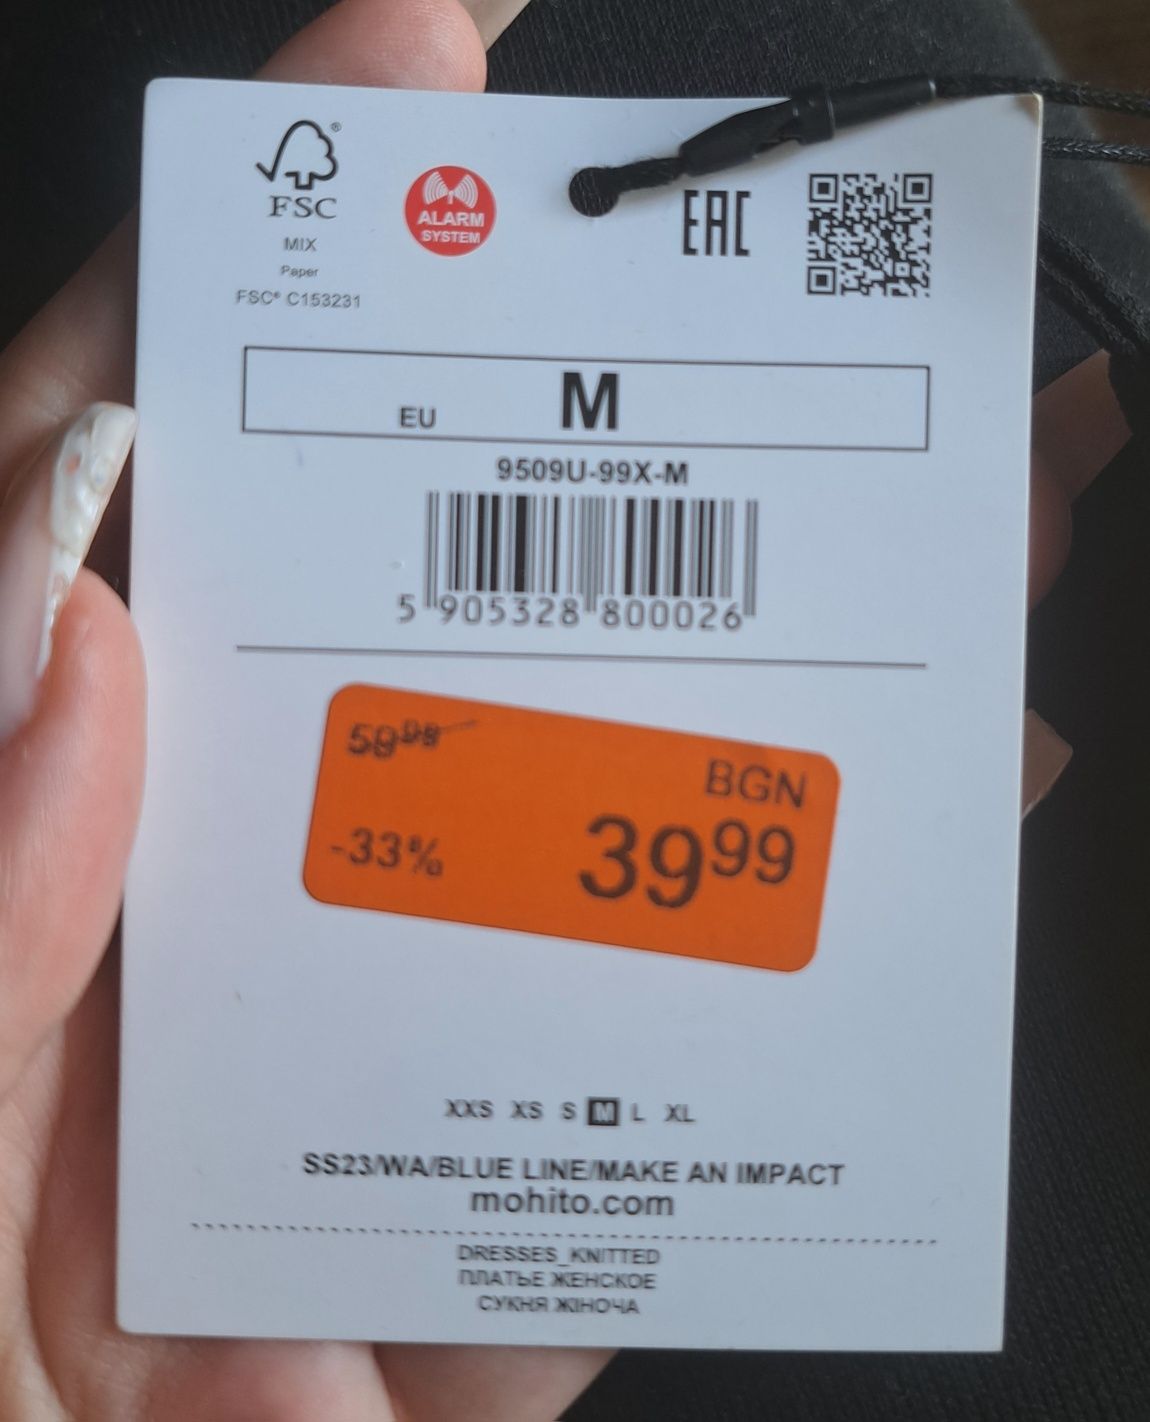 FSC®
MIX
Paper
FSC® C153231
ALARM
SYSTEM
EAC
EU M
9509U-99X-M
5 905328 800026
59 98
BGN
-33%
39 99
XXS XS S M L XL
SS23/WA/BLUE LINE/MAKE AN IMPACT
mohito.com
DRESSES_KNITTED
ПЛАТЬЕ ЖЕНСКОЕ
СУКНЯ ЖІНОЧА